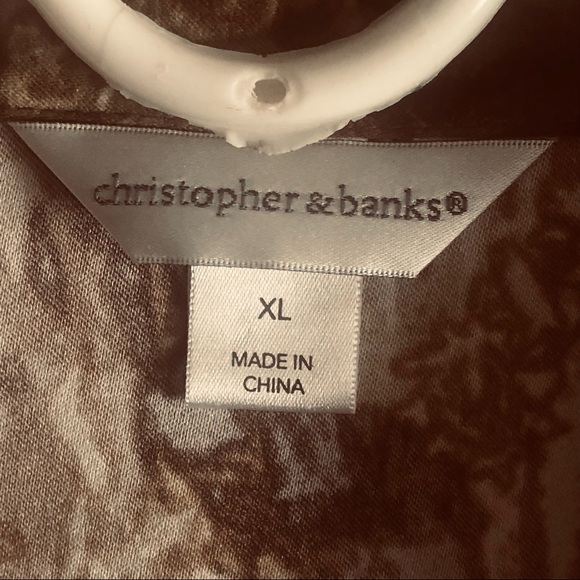 christopher & banks®
XL
MADE IN
CHINA